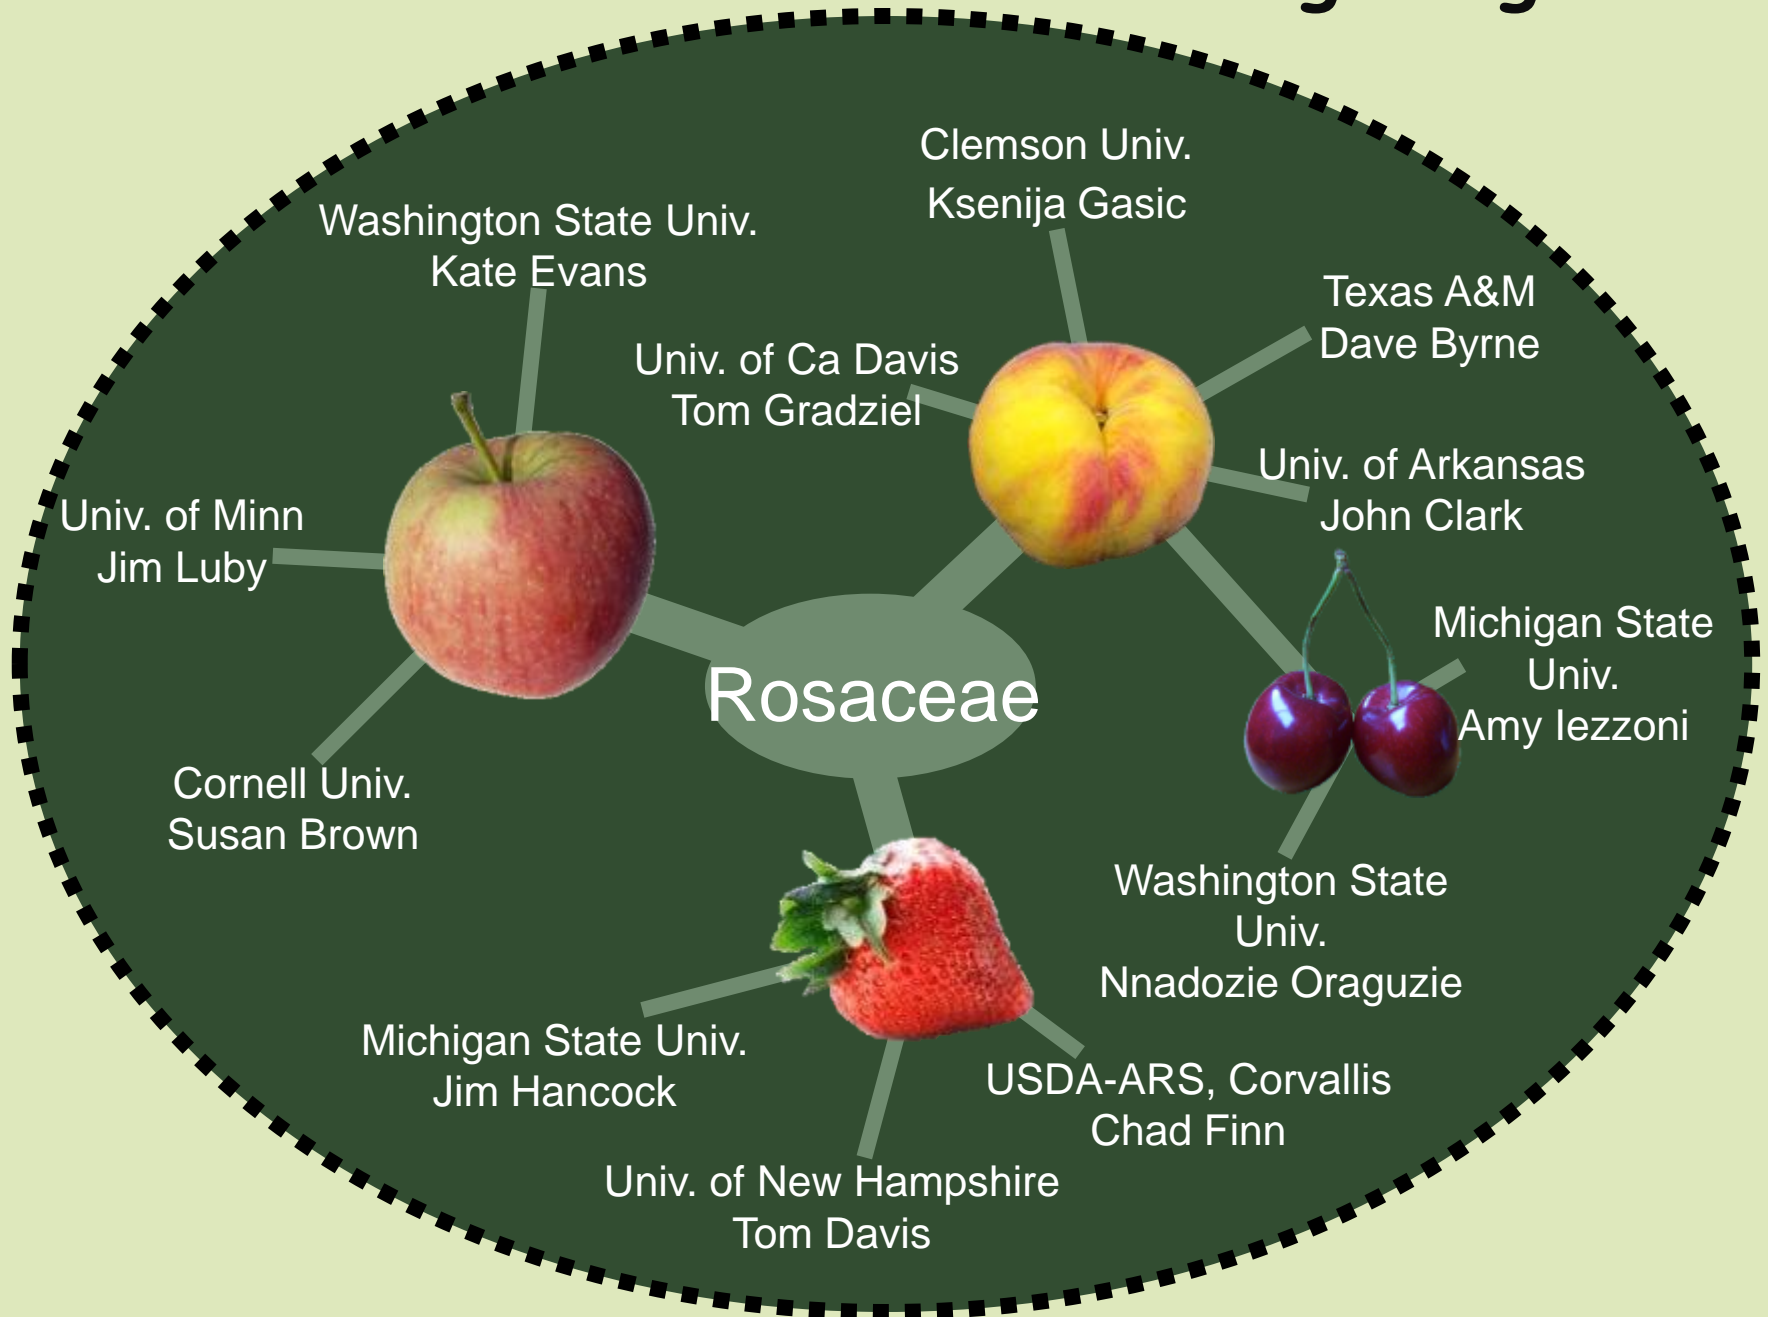 Clemson Univ.
Ksenija Gasic
Washington State Univ.
Kate Evans
Texas A&M
Dave Byrne
Univ. of Ca Davis
Tom Gradziel
Univ. of Arkansas
John Clark
Univ. of Minn
Jim Luby
Michigan State
Univ.
Amy Iezzoni
Rosaceae
Cornell Univ.
Susan Brown
Washington State
Univ.
Nnadozie Oraguzie
Michigan State Univ.
Jim Hancock
USDA-ARS, Corvallis
Chad Finn
Univ. of New Hampshire
Tom Davis